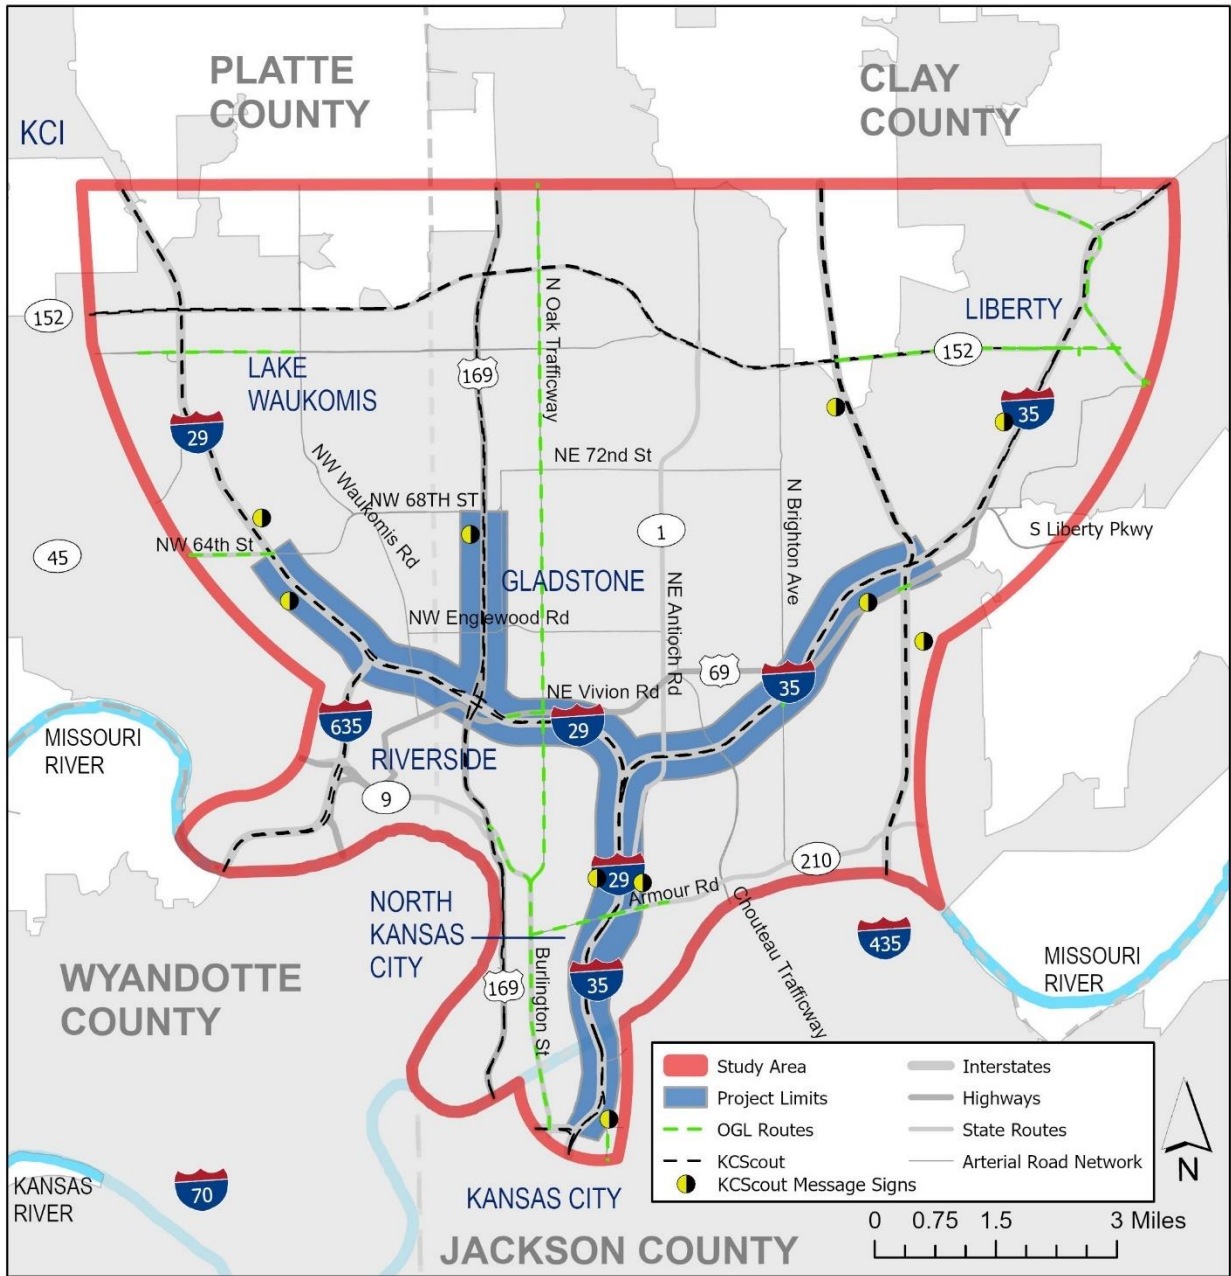 PLATTE
COUNTY
CLAY
COUNTY
KCI
152
LAKE
WAUKOMIS
169
N Oak Trafficway
LIBERTY
152
29
35
NE 72nd St
NW Waukomis Rd
NW 68TH ST
N Brighton Ave
S Liberty Pkwy
1
45
NW 64th St
GLADSTONE
NE Antioch Rd
NW Englewood Rd
69
35
NE Vivion Rd
29
635
MISSOURI
RIVER
RIVERSIDE
9
210
29
Armour Rd
Chouteau Trafficway
NORTH
KANSAS
CITY
435
MISSOURI
RIVER
WYANDOTTE
COUNTY
169
Burlington St
35
Study Area
Project Limits
OGL Routes
KCScout
KCScout Message Signs
Interstates
Highways
State Routes
Arterial Road Network
N
KANSAS
RIVER
70
KANSAS CITY
0 0.75 1.5 3 Miles
JACKSON COUNTY